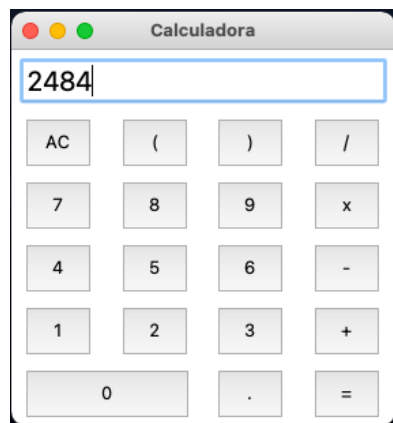 Calculadora
2484
AC ( ) /
7 8 9 x
4 5 6 -
1 2 3 +
0 . =